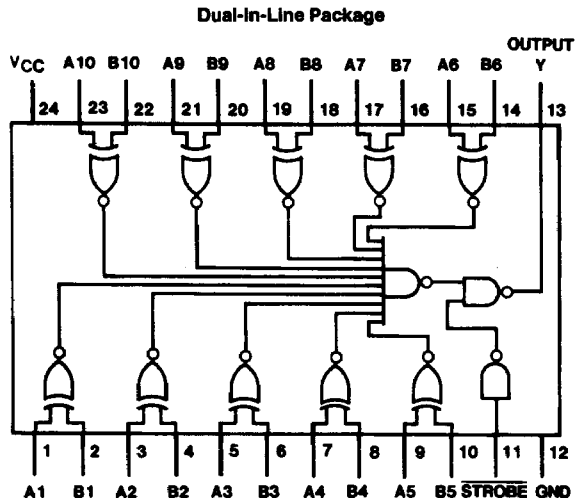 Dual-In-Line Package
OUTPUT
VCC A10 B10 A9 B9 A8 B8 A7 B7 A6 B6 Y
24 23 22 21 20 19 18 17 16 15 14 13
1 2 3 4 5 6 7 8 9 10 11 12
A1 B1 A2 B2 A3 B3 A4 B4 A5 B5 STROBE GND